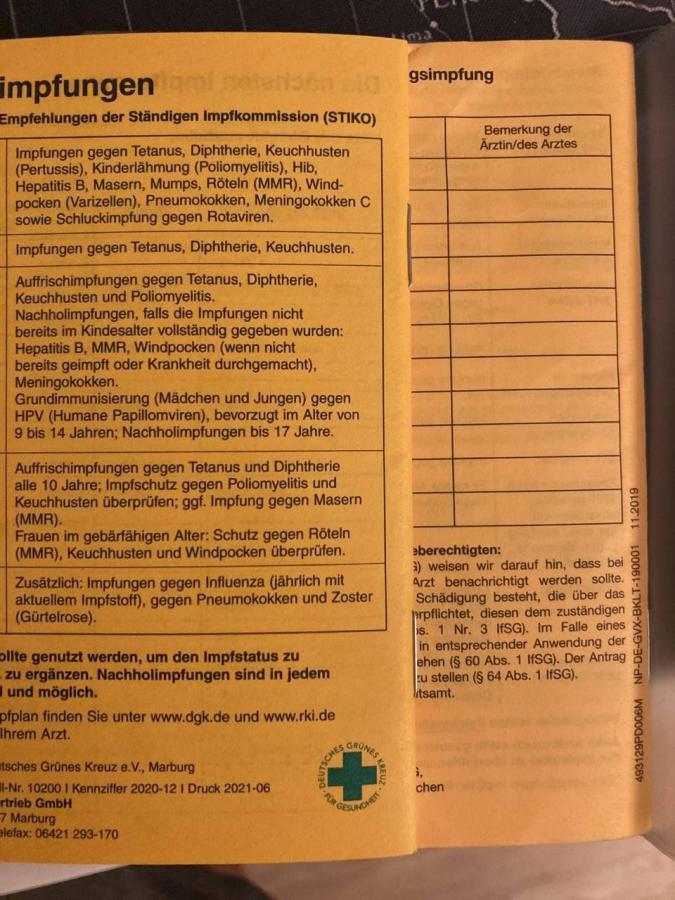 impfungen
Empfehlungen der Ständigen Impfkommission (STIKO)
Impfungen gegen Tetanus, Diphtherie, Keuchhusten
(Pertussis), Kinderlähmung (Poliomyelitis), Hib,
Hepatitis B, Masern, Mumps, Röteln (MMR), Wind-
pocken (Varizellen), Pneumokokken, Meningokokken C
sowie Schluckimpfung gegen Rotaviren.
Impfungen gegen Tetanus, Diphtherie, Keuchhusten.
Auffrischimpfungen gegen Tetanus, Diphtherie,
Keuchhusten und Poliomyelitis.
Nachholimpfungen, falls die Impfungen nicht
bereits im Kindesalter vollständig gegeben wurden:
Hepatitis B, MMR, Windpocken (wenn nicht
bereits geimpft oder Krankheit durchgemacht),
Meningokokken.
Grundimmunisierung (Mädchen und Jungen) gegen
HPV (Humane Papillomviren), bevorzugt im Alter von
9 bis 14 Jahren; Nachholimpfungen bis 17 Jahre.
Auffrischimpfungen gegen Tetanus und Diphtherie
alle 10 Jahre; Impfschutz gegen Poliomyelitis und
Keuchhusten überprüfen; ggf. Impfung gegen Masern
(MMR).
Frauen im gebärfähigen Alter: Schutz gegen Röteln
(MMR), Keuchhusten und Windpocken überprüfen.
Zusätzlich: Impfungen gegen Influenza (jährlich mit
aktuellem Impfstoff), gegen Pneumokokken und Zoster
(Gürtelrose).
ollte genutzt werden, um den Impfstatus zu
zu ergänzen. Nachholimpfungen sind in jedem
l und möglich.
pfplan finden Sie unter www.dgk.de und www.rki.de
Ihrem Arzt.
utsches Grünes Kreuz e.V., Marburg
ll-Nr. 10200 I Kennziffer 2020-12 I Druck 2021-06
rtrieb GmbH
7 Marburg
elefax: 06421 293-170
DEUTSCHES GRÜNES KREUZ
FÜR GESUNDHEIT
gsimpfung
Bemerkung der
Ärztin/des Arztes
eberechtigten:
G) weisen wir darauf hin, dass bei
Arzt benachrichtigt werden sollte.
Schädigung besteht, die über das
erpflichtet, diesen dem zuständigen
s. 1 Nr. 3 IfSG). Im Falle eines
in entsprechender Anwendung der
ehen (§ 60 Abs. 1 IfSG). Der Antrag
zu stellen (§ 64 Abs. 1 IfSG).
tsamt.
chen
493129PD006M NP-DE-GVX-BKLT-190001 11.2019
Lima